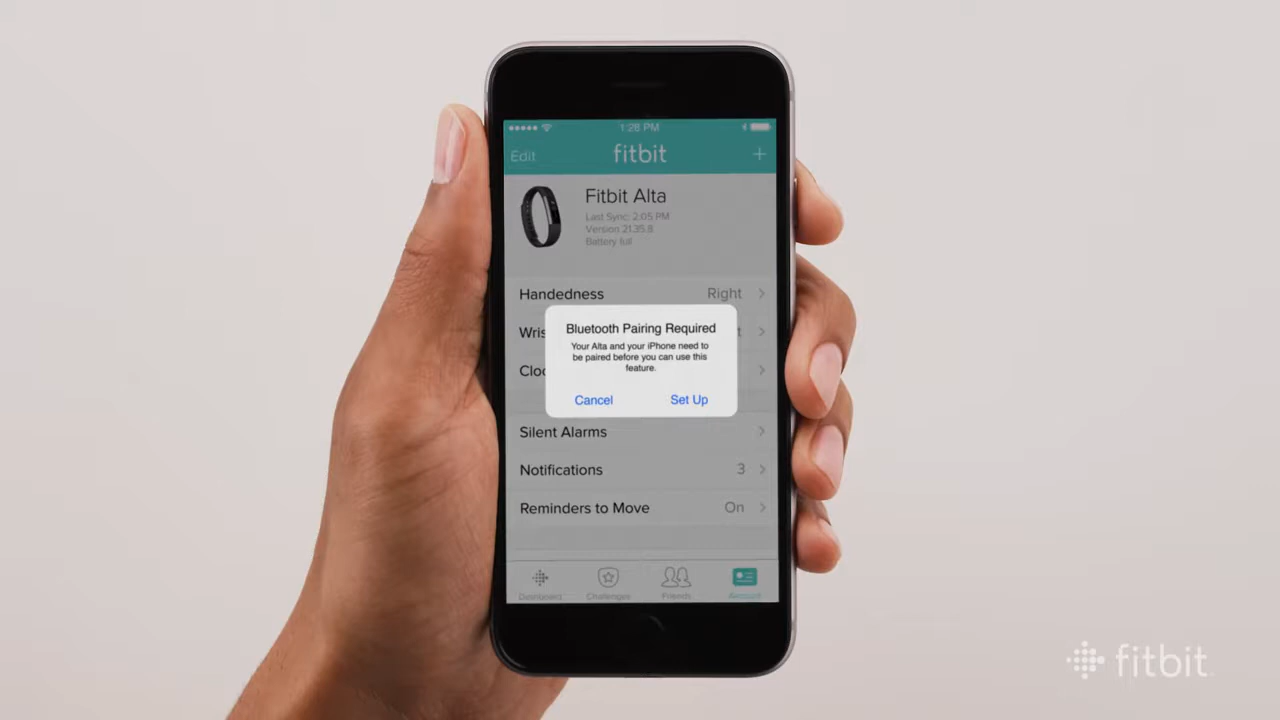 1:28 PM
Edit
fitbit
+
Fitbit Alta
Last Sync: 2:05 PM
Version 21.35.8
Battery full
Handedness Right
Wris t
Bluetooth Pairing Required
Your Alta and your iPhone need to
be paired before you can use this
feature.
Cloc
Cancel Set Up
Silent Alarms
Notifications 3
Reminders to Move On
Dashboard Challenges Friends Account
fitbit